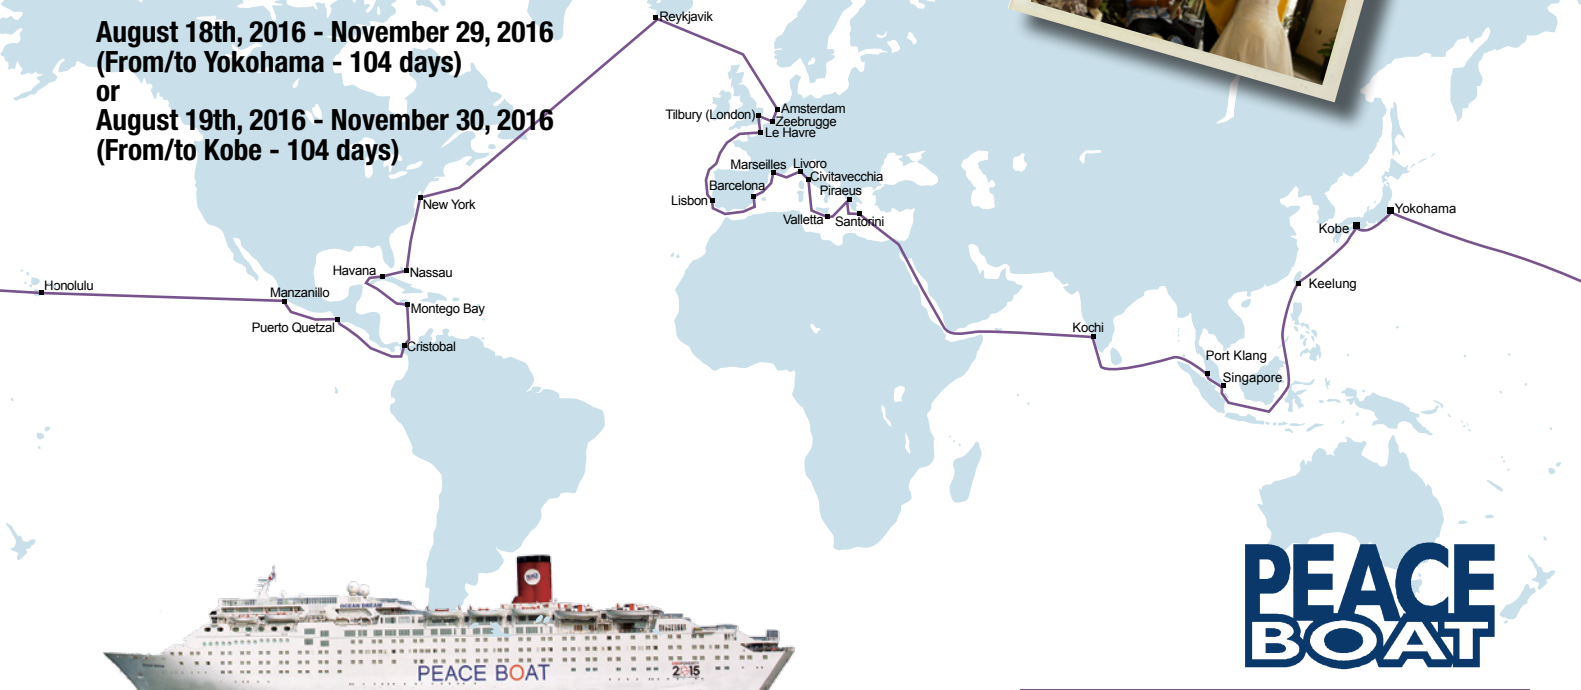 August 18th, 2016 - November 29, 2016
(From/to Yokohama - 104 days)
or
August 19th, 2016 - November 30, 2016
(From/to Kobe - 104 days)
Reykjavik
Amsterdam
Tilbury (London)
Zeebrugge
Le Havre
Marseilles
Livoro
Civitavecchia
Barcelona
Piraeus
Lisbon
Valletta
Santorini
New York
Havana
Nassau
Honolulu
Manzanillo
Montego Bay
Puerto Quetzal
Cristobal
Yokohama
Kobe
Keelung
Kochi
Port Klang
Singapore
OCEAN DREAM
PEACE BOAT
2015
PEACE
BOAT